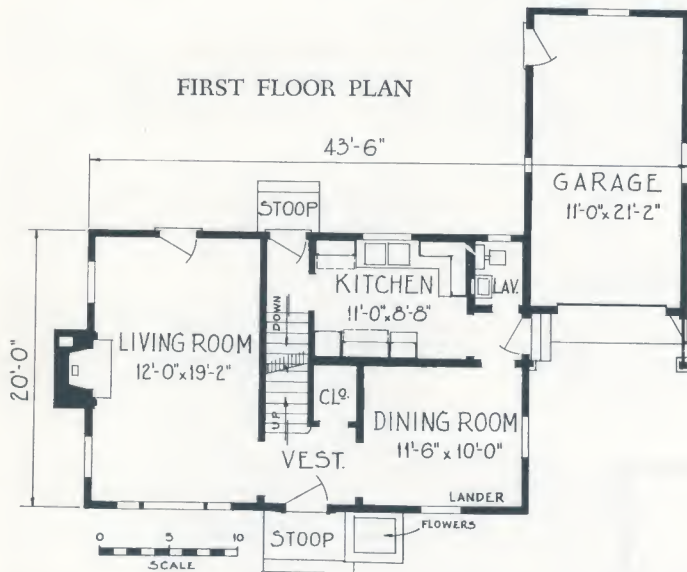 FIRST FLOOR PLAN
43'-6"
GARAGE
11'-0" x 21'-2"
STOOP
KITCHEN
11'-0" x 8'-8"
LAV.
DOWN
LIVING ROOM
12'-0" x 19'-2"
20'-0"
CLO.
UP
DINING ROOM
11'-6" x 10'-0"
VEST.
LANDER
FLOWERS
STOOP
0 5 10
SCALE